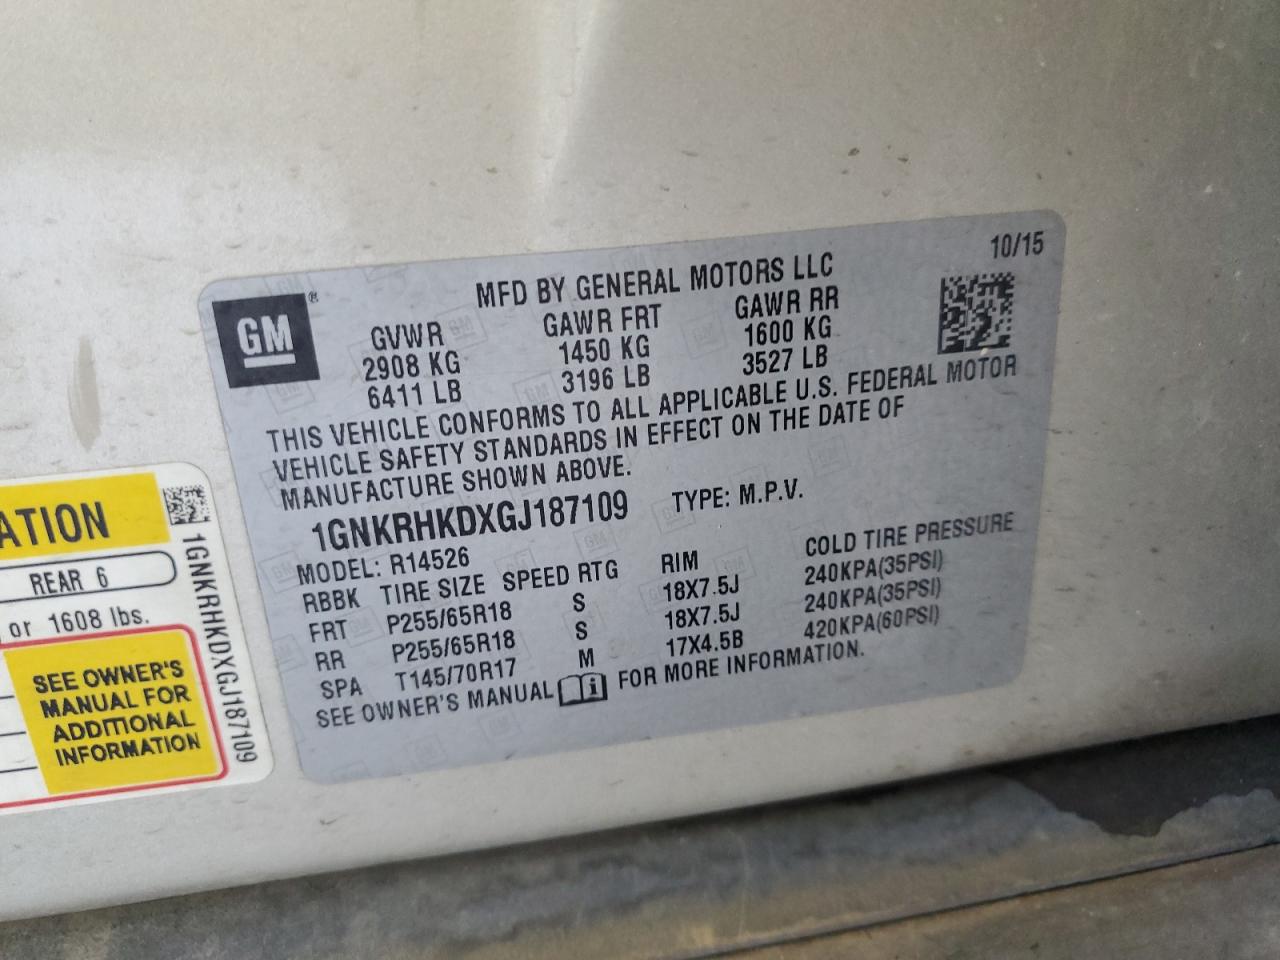 10/15
MFD BY GENERAL MOTORS LLC
GM ®
GVWR GAWR FRT GAWR RR
2908 KG 1450 KG 1600 KG
6411 LB 3196 LB 3527 LB
THIS VEHICLE CONFORMS TO ALL APPLICABLE U.S. FEDERAL MOTOR
VEHICLE SAFETY STANDARDS IN EFFECT ON THE DATE OF
MANUFACTURE SHOWN ABOVE.
1GNKRHKDXGJ187109 TYPE: M.P.V.
MODEL: R14526
RBBK TIRE SIZE SPEED RTG RIM COLD TIRE PRESSURE
FRT P255/65R18 S 18X7.5J 240KPA(35PSI)
RR P255/65R18 S 18X7.5J 240KPA(35PSI)
SPA T145/70R17 M 17X4.5B 420KPA(60PSI)
SEE OWNER'S MANUAL i FOR MORE INFORMATION.
ATION
REAR 6
or 1608 lbs.
SEE OWNER'S
MANUAL FOR
ADDITIONAL
INFORMATION
1GNKRHKDXGJ187109